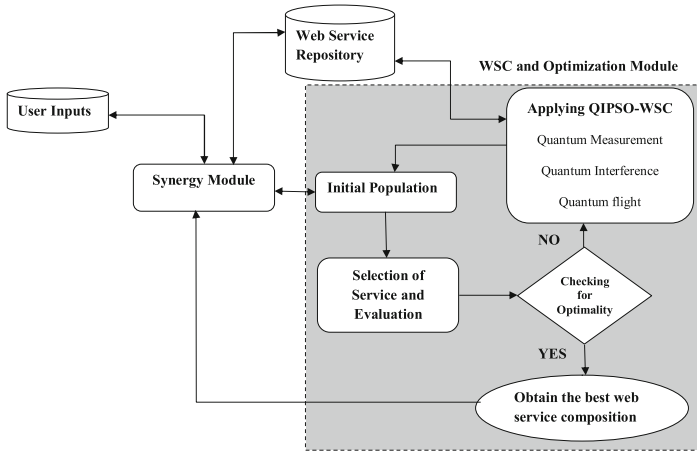 Web Service
Repository
WSC and Optimization Module
User Inputs
Applying QIPSO-WSC
Quantum Measurement
Quantum Interference
Quantum flight
Synergy Module
Initial Population
NO
Selection of
Service and
Evaluation
Checking
for
Optimality
YES
Obtain the best web
service composition